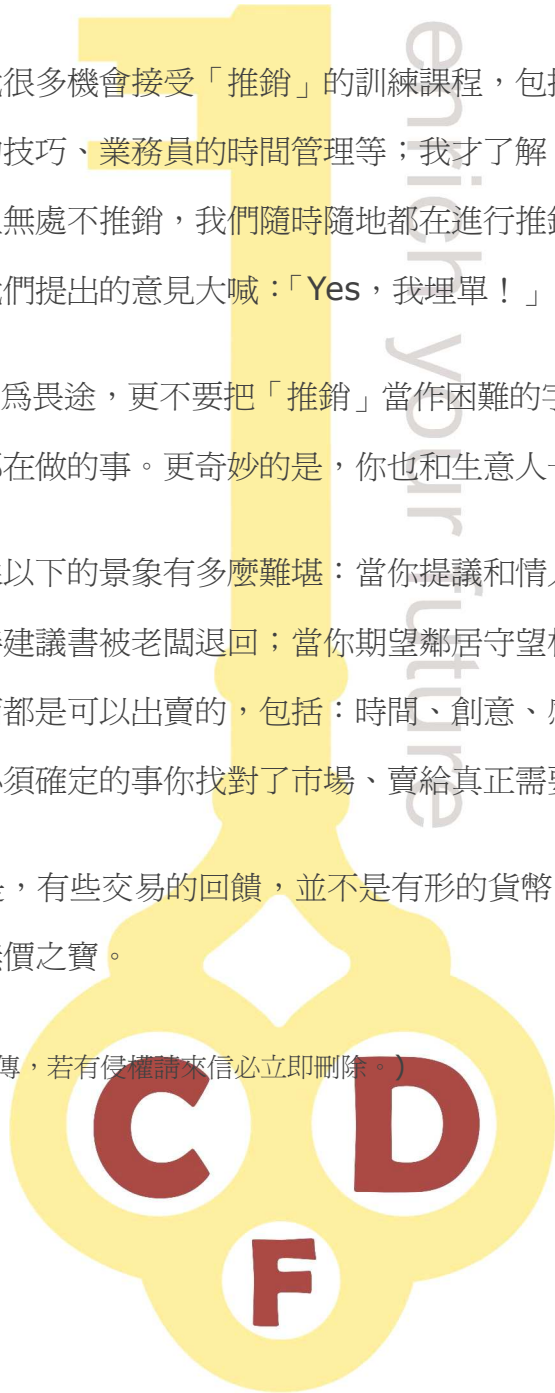 很多機會接受「推銷」的訓練課程，包
技巧、業務員的時間管理等；我才了解
無處不推銷，我們隨時隨地都在進行推銷
們提出的意見大喊：「Yes，我埋單！」
爲畏途，更不要把「推銷」當作困難的字
在做的事。更奇妙的是，你也和生意人
以下的景象有多麼難堪：當你提議和情人
建議書被老闆退回；當你期望鄰居守望
都是可以出賣的，包括：時間、創意、
須確定的事你找對了市場、賣給真正需要
，有些交易的回饋，並不是有形的貨幣
價之寶。
傳，若有侵權請來信必立即刪除。)
enrich your future
C D
F